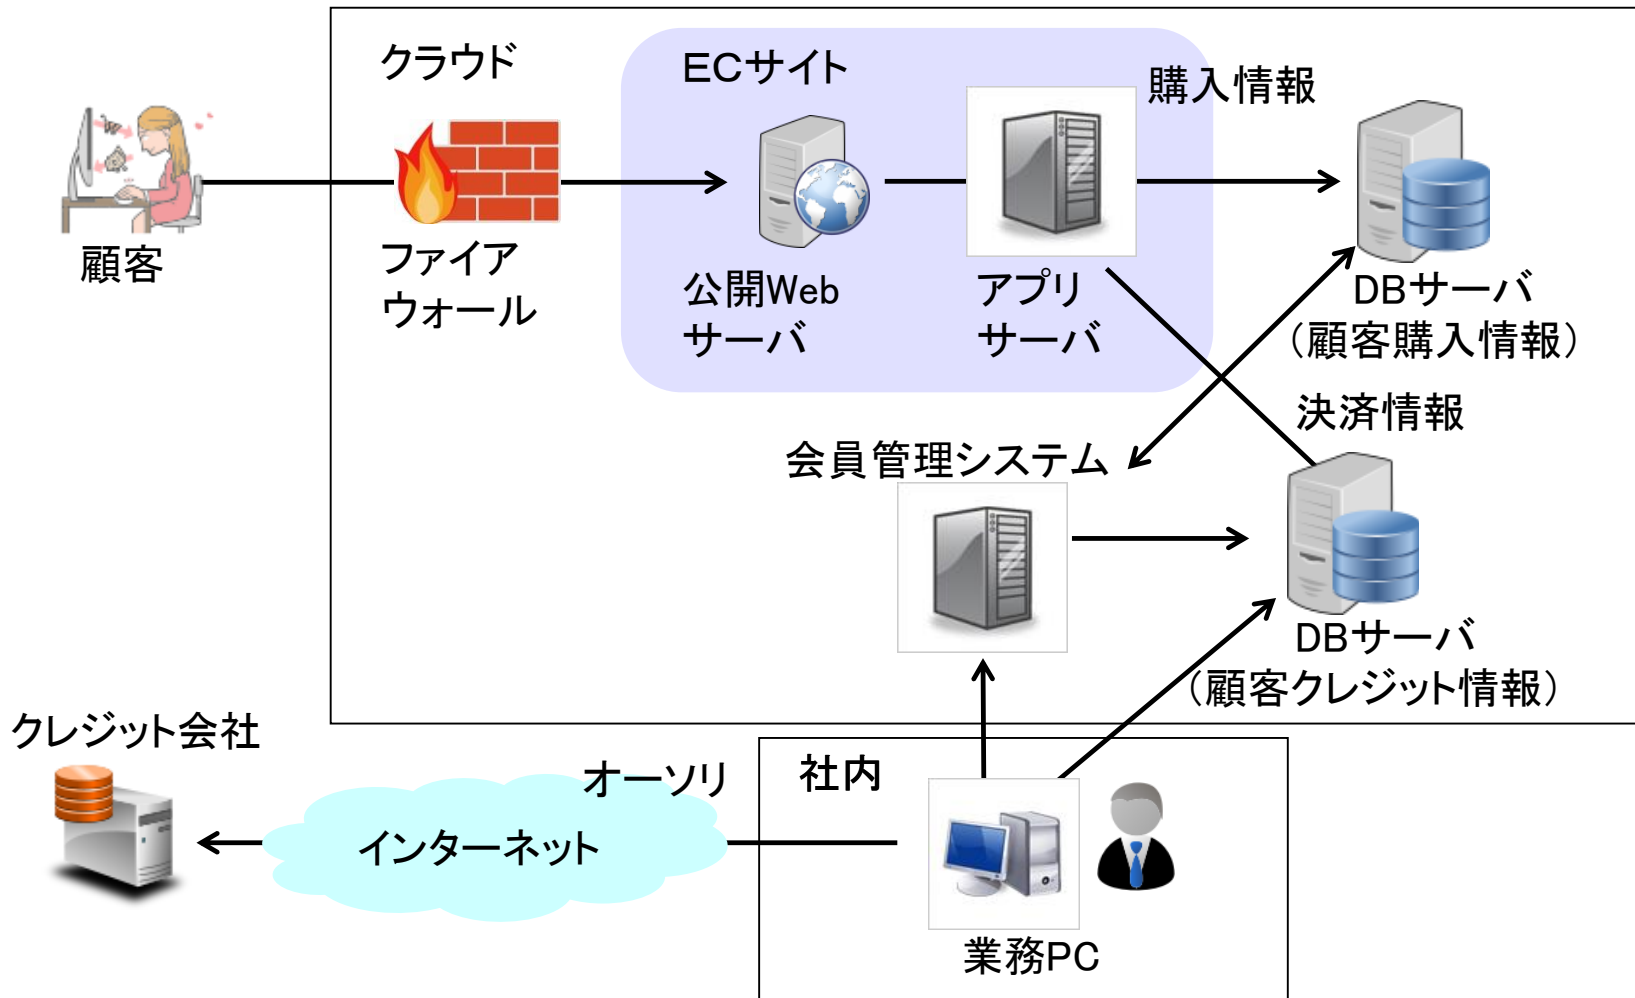 クラウド
ECサイト
購入情報
顧客
ファイア
ウォール
公開Web
サーバ
アプリ
サーバ
DBサーバ
（顧客購入情報）
決済情報
会員管理システム
DBサーバ
（顧客クレジット情報）
クレジット会社
オーソリ
社内
インターネット
業務PC